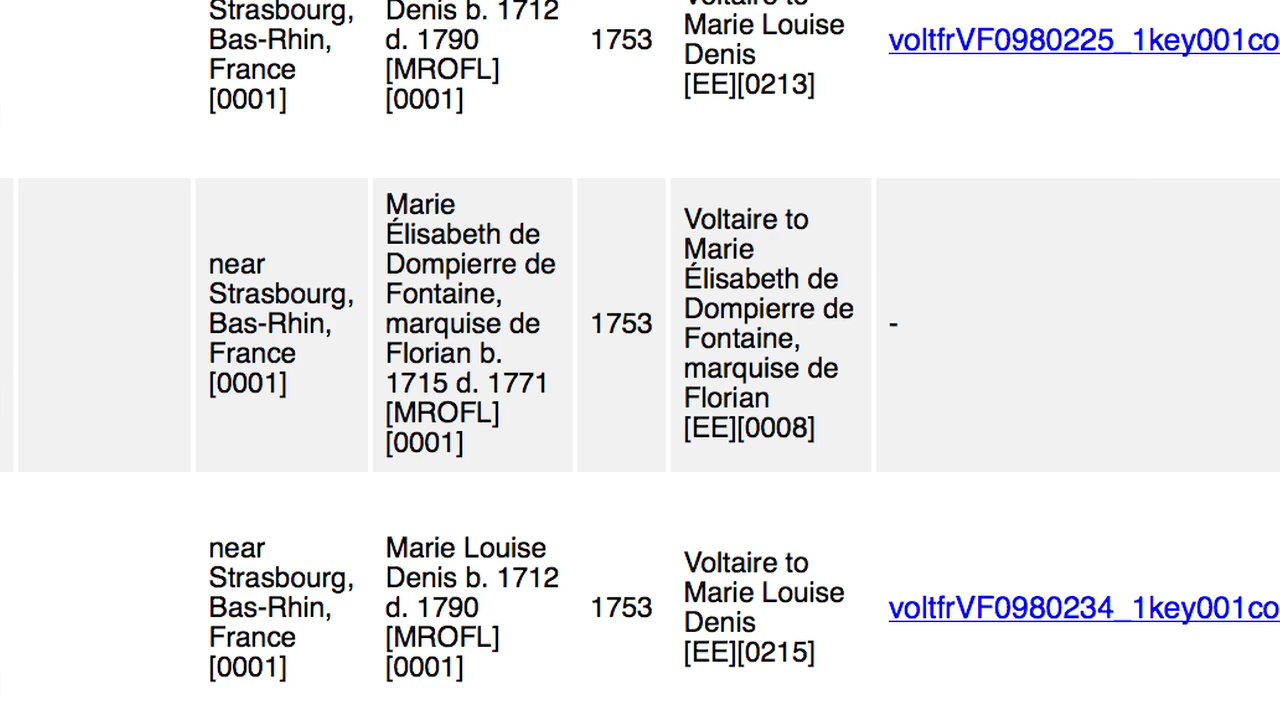 Strasbourg,
Bas-Rhin,
France
[0001]
Denis b. 1712
d. 1790
[MROFL]
[0001]
1753
Voltaire to
Marie Louise
Denis
[EE][0213]
voltfrVF0980225_1key001co
near
Strasbourg,
Bas-Rhin,
France
[0001]
Marie
Élisabeth de
Dompierre de
Fontaine,
marquise de
Florian b.
1715 d. 1771
[MROFL]
[0001]
1753
Voltaire to
Marie
Élisabeth de
Dompierre de
Fontaine,
marquise de
Florian
[EE][0008]
-
near
Strasbourg,
Bas-Rhin,
France
[0001]
Marie Louise
Denis b. 1712
d. 1790
[MROFL]
[0001]
1753
Voltaire to
Marie Louise
Denis
[EE][0215]
voltfrVF0980234_1key001co